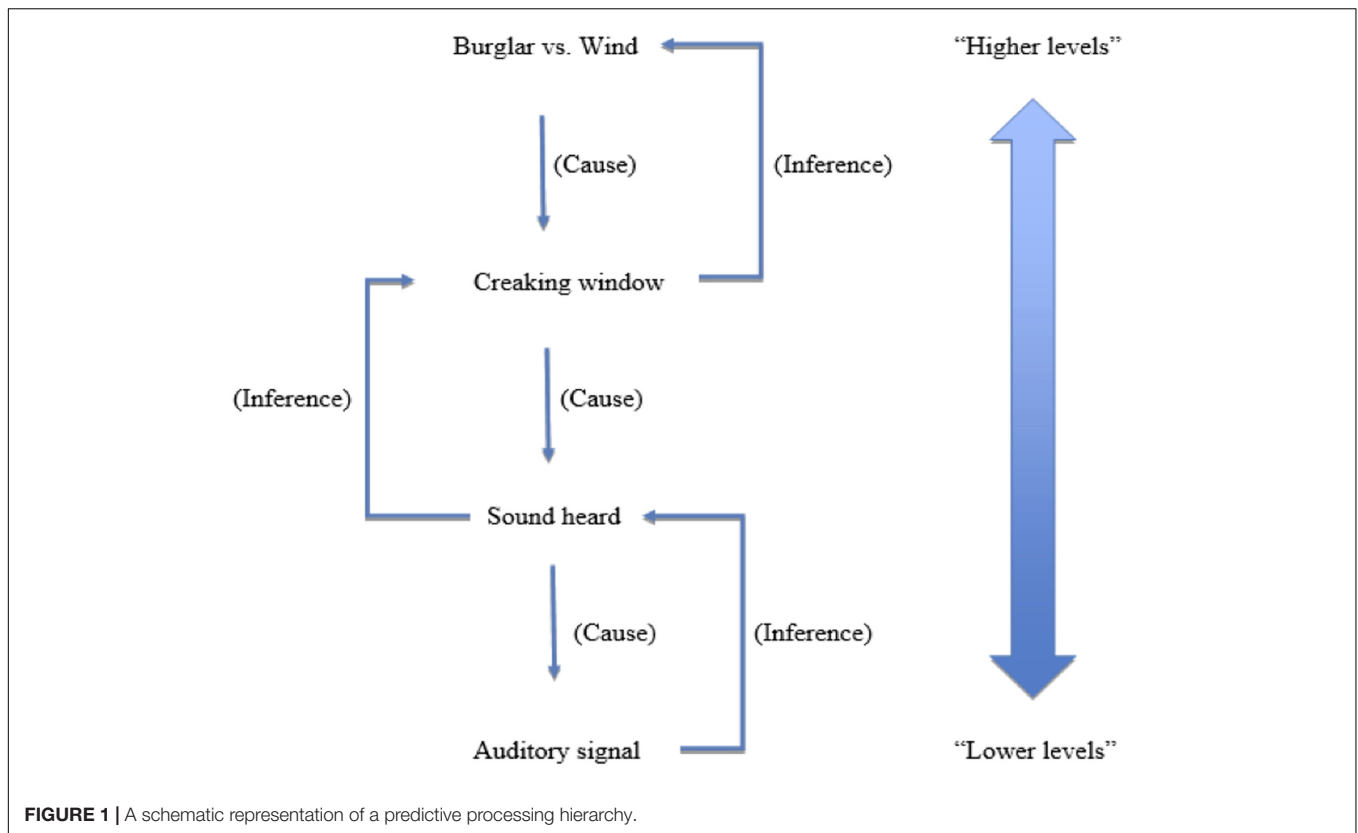 Burglar vs. Wind
“Higher levels”
(Cause)
(Inference)
Creaking window
(Inference)
(Cause)
Sound heard
(Cause)
(Inference)
Auditory signal
“Lower levels”
FIGURE 1 | A schematic representation of a predictive processing hierarchy.